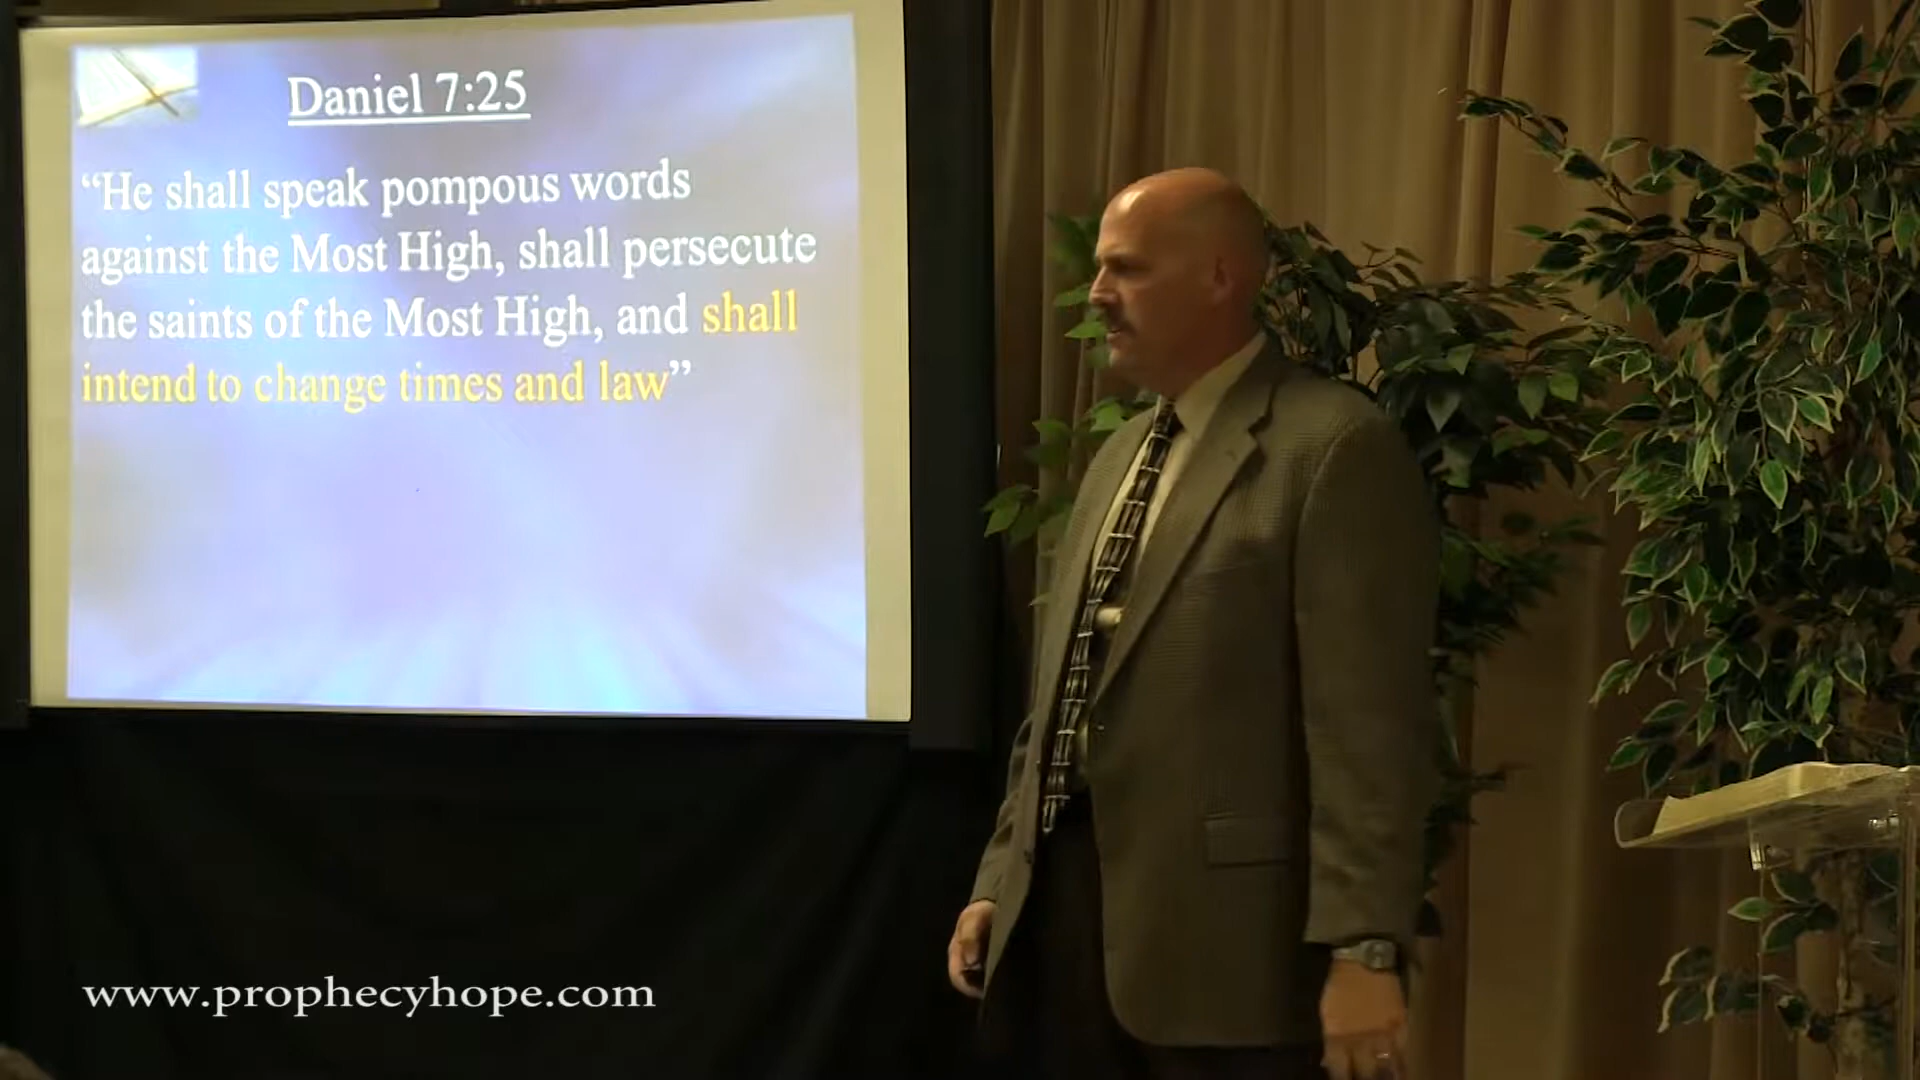 Daniel 7:25
“He shall speak pompous words
against the Most High, shall persecute
the saints of the Most High, and shall
intend to change times and law”
www.prophecyhope.com